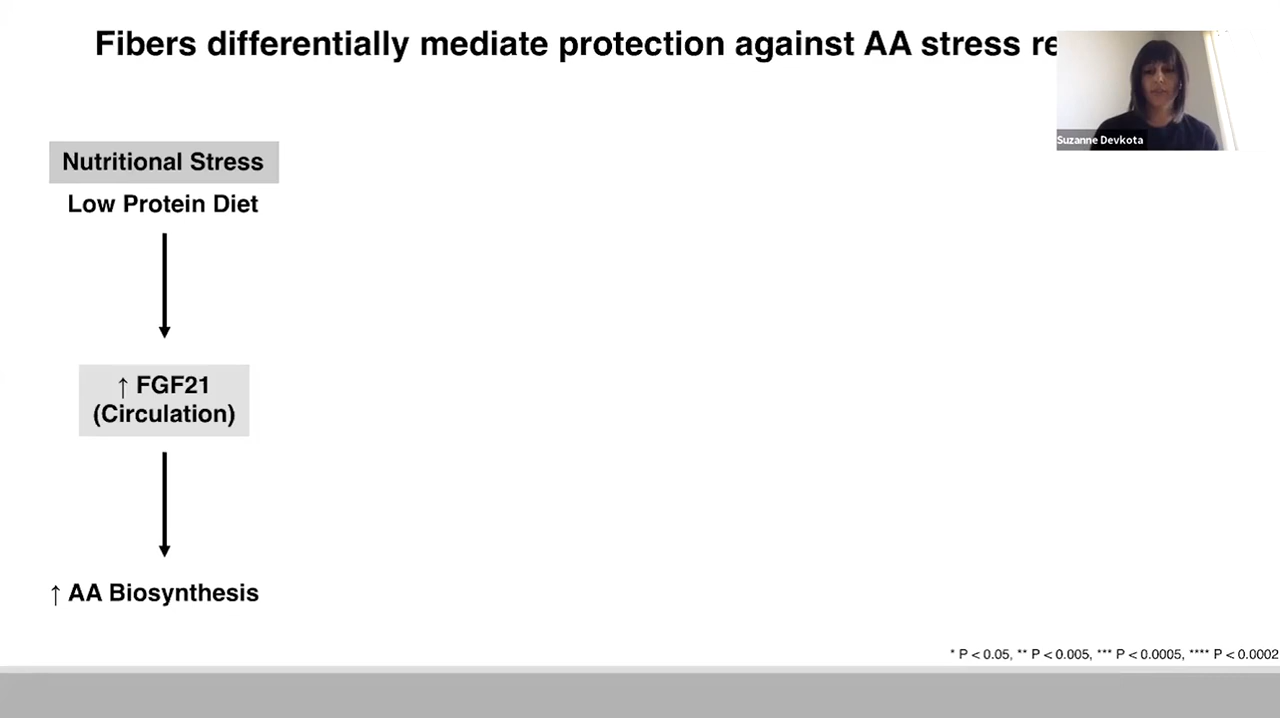 Fibers differentially mediate protection against AA stress re
Suzanne Devkota
Nutritional Stress
Low Protein Diet
↑ FGF21
(Circulation)
↑ AA Biosynthesis
* P < 0.05, ** P < 0.005, *** P < 0.0005, **** P < 0.0002